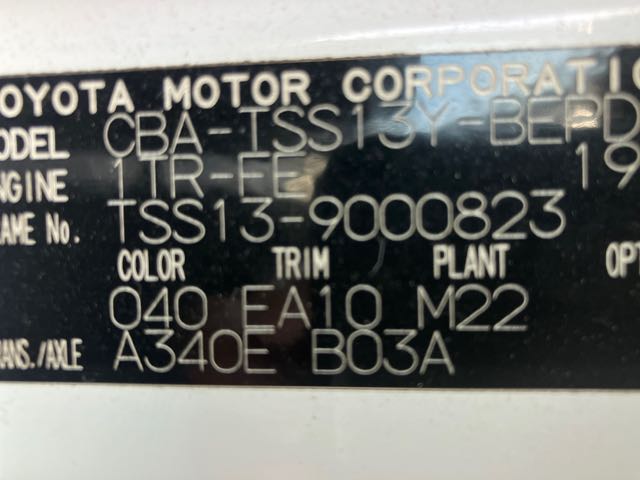 TOYOTA MOTOR CORPORATIO
MODEL CBA-TSS13Y-BEPD
ENGINE 1TR-FE 19
FRAME No. TSS13-9000823
COLOR TRIM PLANT OPT
040 EA10 M22
TRANS./AXLE A340E B03A